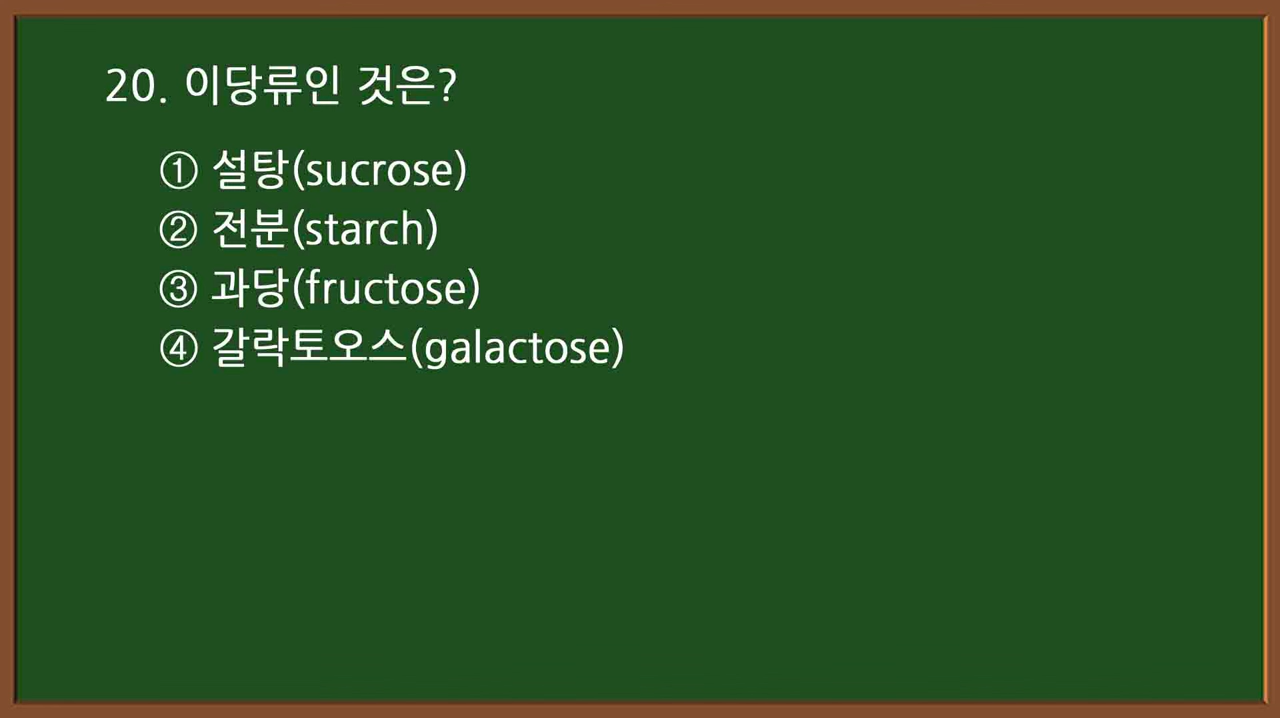 20. 이당류인 것은?
① 설탕(sucrose)
② 전분(starch)
③ 과당(fructose)
④ 갈락토오스(galactose)